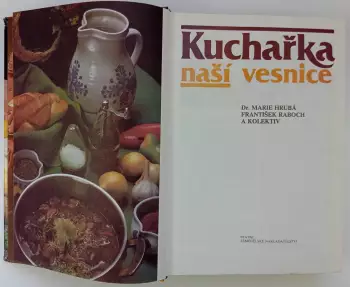 Kuchařka
naší vesnice
Dr. MARIE HRUBÁ
FRANTIŠEK RABOCH
A KOLEKTIV